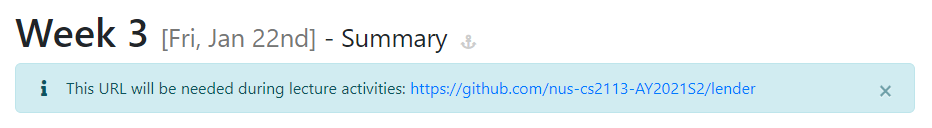 Week 3 [Fri, Jan 22nd] - Summary
This URL will be needed during lecture activities: https://github.com/nus-cs2113-AY2021S2/lender